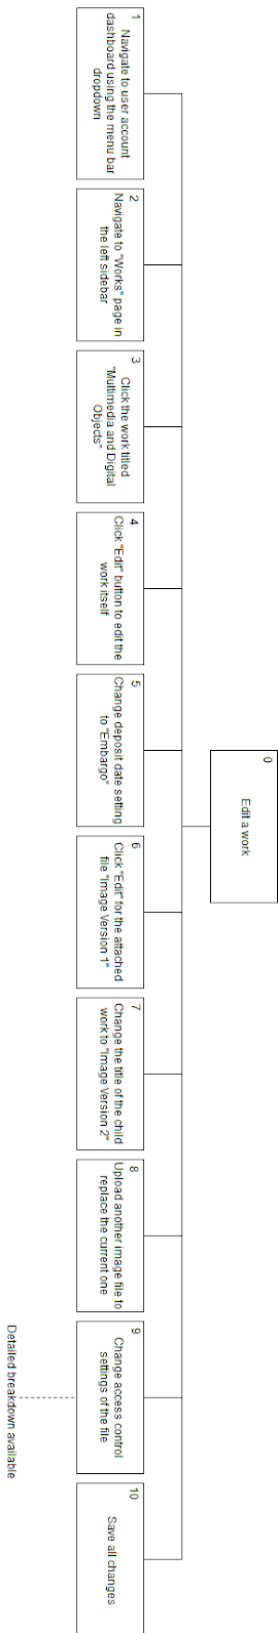 0
Edit a work
1
Navigate to user account
dashboard using the menu bar
dropdown
2
Navigate to "Works" page in
the left sidebar
3
Click the work titled
"Multimedia and Digital
Objects"
4
Click "Edit" button to edit the
work itself
5
Change deposit date setting
to "Embargo"
6
Click "Edit" for the attached
file "Image Version 1"
7
Change the title of the child
work to "Image Version 2"
8
Upload another image file to
replace the current one
9
Change access control
settings of the file
10
Save all changes
Detailed breakdown available